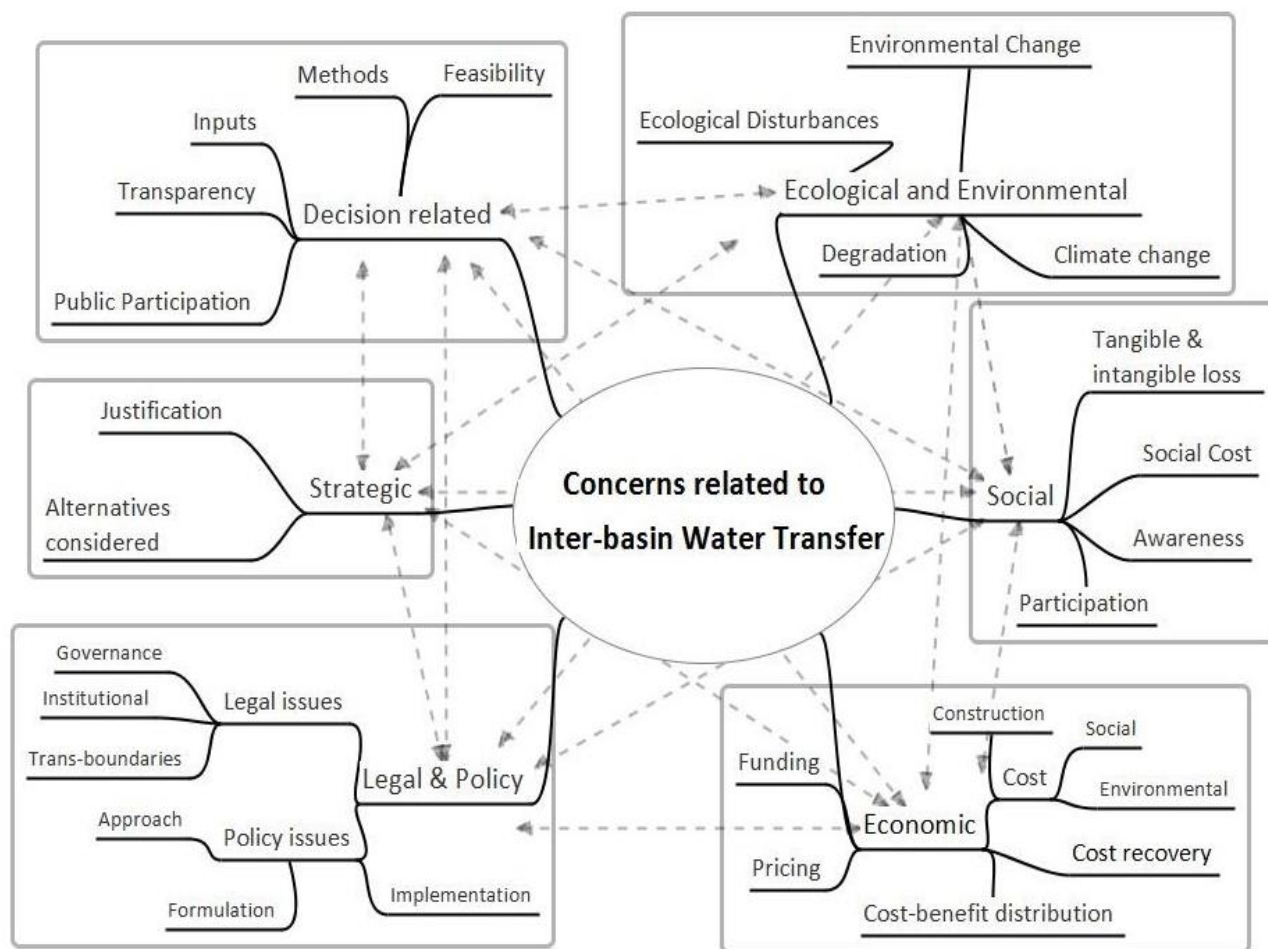 Methods
Feasibility
Inputs
Transparency
Decision related
Public Participation
Environmental Change
Ecological Disturbances
Ecological and Environmental
Degradation
Climate change
Justification
Strategic
Alternatives
considered
Concerns related to
Inter-basin Water Transfer
Tangible &
intangible loss
Social Cost
Social
Awareness
Participation
Governance
Institutional
Legal issues
Trans-boundaries
Legal & Policy
Approach
Policy issues
Implementation
Formulation
Construction
Social
Funding
Cost
Environmental
Economic
Pricing
Cost recovery
Cost-benefit distribution